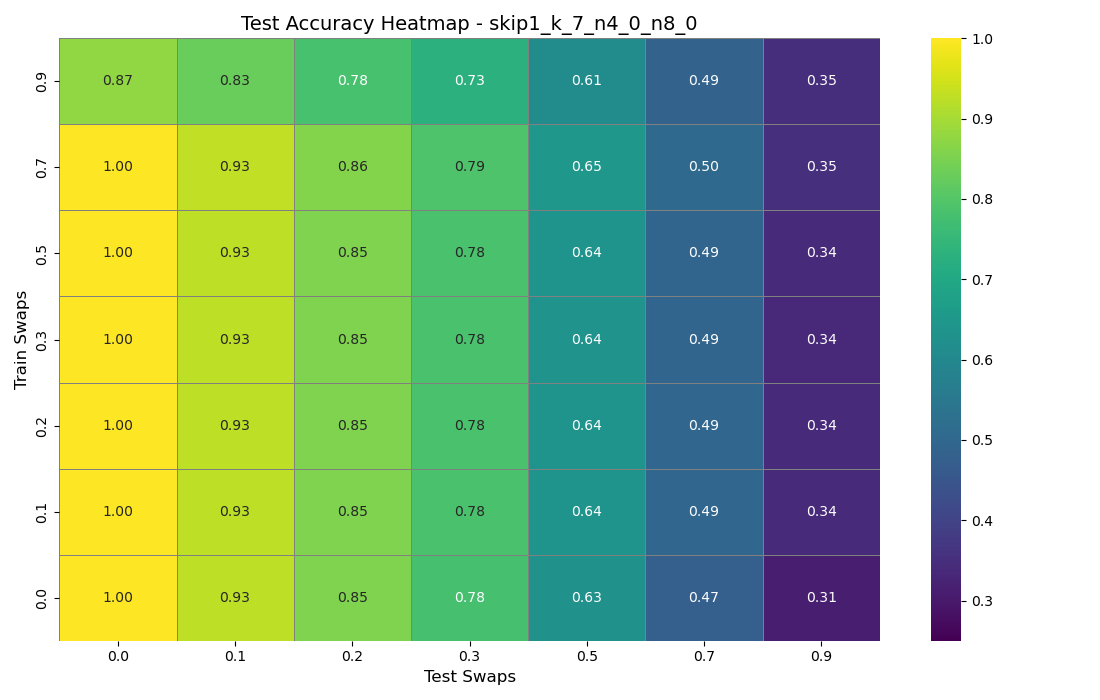 Test Accuracy Heatmap - skip1_k_7_n4_0_n8_0
Train Swaps
0.9 0.87 0.83 0.78 0.73 0.61 0.49 0.35
0.7 1.00 0.93 0.86 0.79 0.65 0.50 0.35
0.5 1.00 0.93 0.85 0.78 0.64 0.49 0.34
0.3 1.00 0.93 0.85 0.78 0.64 0.49 0.34
0.2 1.00 0.93 0.85 0.78 0.64 0.49 0.34
0.1 1.00 0.93 0.85 0.78 0.64 0.49 0.34
0.0 1.00 0.93 0.85 0.78 0.63 0.47 0.31
0.0 0.1 0.2 0.3 0.5 0.7 0.9
Test Swaps
1.0
0.9
0.8
0.7
0.6
0.5
0.4
0.3